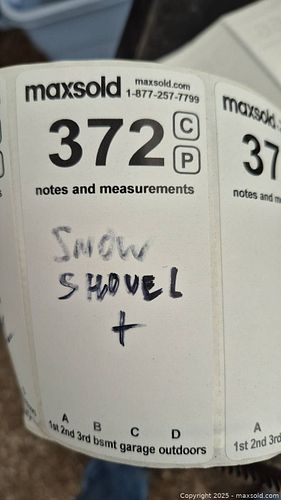 maxsold maxsold.com
1-877-257-7799
372 C
P
notes and measurements
SNOW
SHOVEL
+
A B C D
1st 2nd 3rd bsmt garage outdoors
maxsold
37
notes and m
A
1st 2nd 3rd
Copyright 2025 - maxsold.com